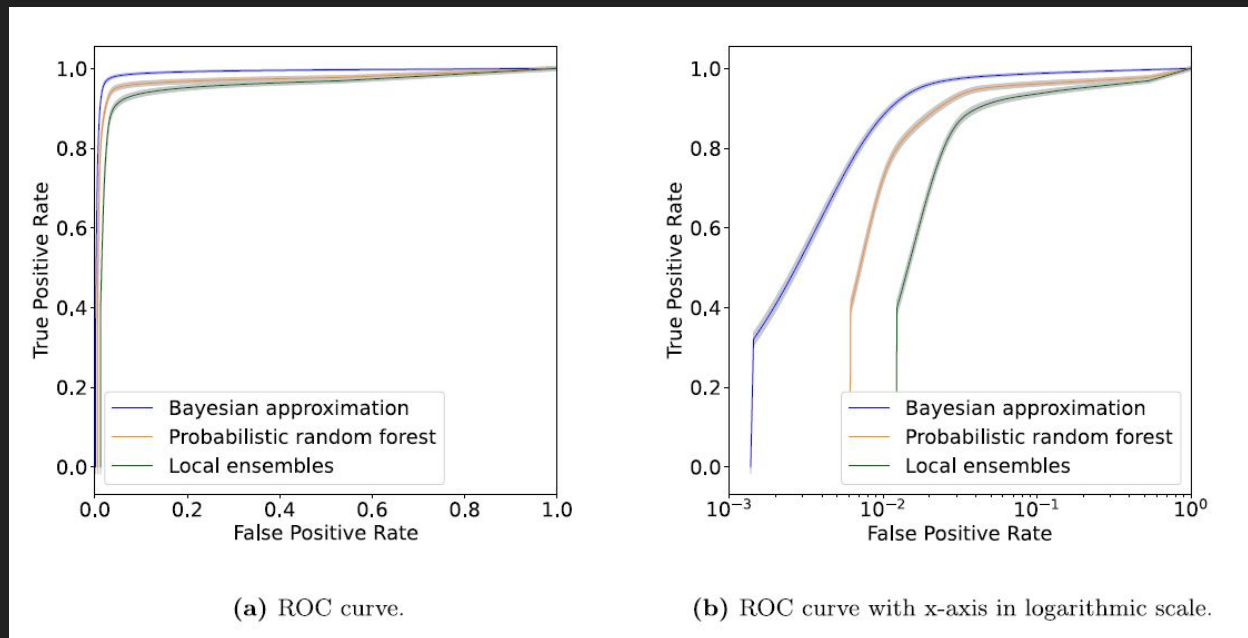 1.0
0.8
0.6
0.4
0.2
0.0
True Positive Rate
Bayesian approximation
Probabilistic random forest
Local ensembles
0.0 0.2 0.4 0.6 0.8 1.0
False Positive Rate
(a) ROC curve.
1.0
0.8
0.6
0.4
0.2
0.0
True Positive Rate
Bayesian approximation
Probabilistic random forest
Local ensembles
10⁻³ 10⁻² 10⁻¹ 10⁰
False Positive Rate
(b) ROC curve with x-axis in logarithmic scale.